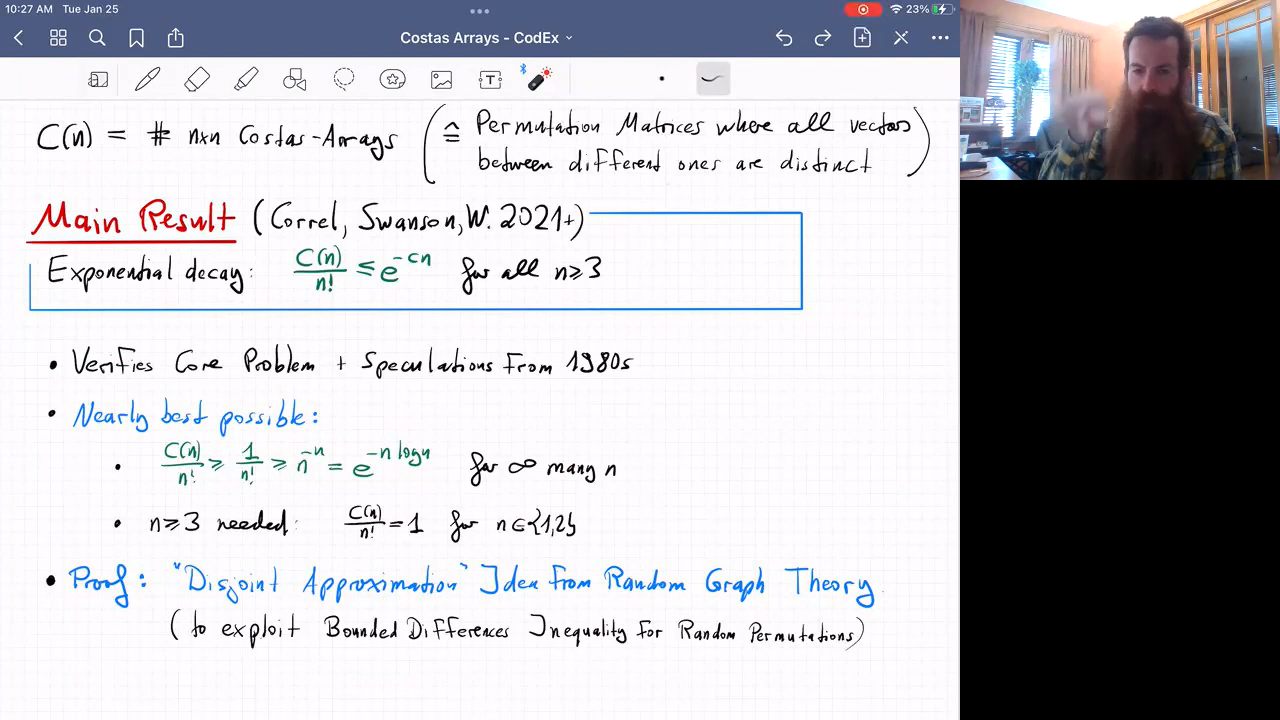 10:27 AM Tue Jan 25
23%
Costas Arrays - CodEx
C(n) = # n×n Costas-Arrays (≙ Permutation Matrices where all vectors
between different ones are distinct)
Main Result (Correl, Swanson, W. 2021+)
Exponential decay: C(n)/n! ≤ e^{-cn} for all n≥3
• Verifies Core Problem + Speculations From 1980s
• Nearly best possible:
• C(n)/n! ≥ 1/n! ≥ n^{-n} = e^{-n log n} for ∞ many n
• n≥3 needed: C(n)/n! = 1 for n∈{1,2}
• Proof: "Disjoint Approximation" Idea From Random Graph Theory
(to exploit Bounded Differences Inequality For Random Permutations)